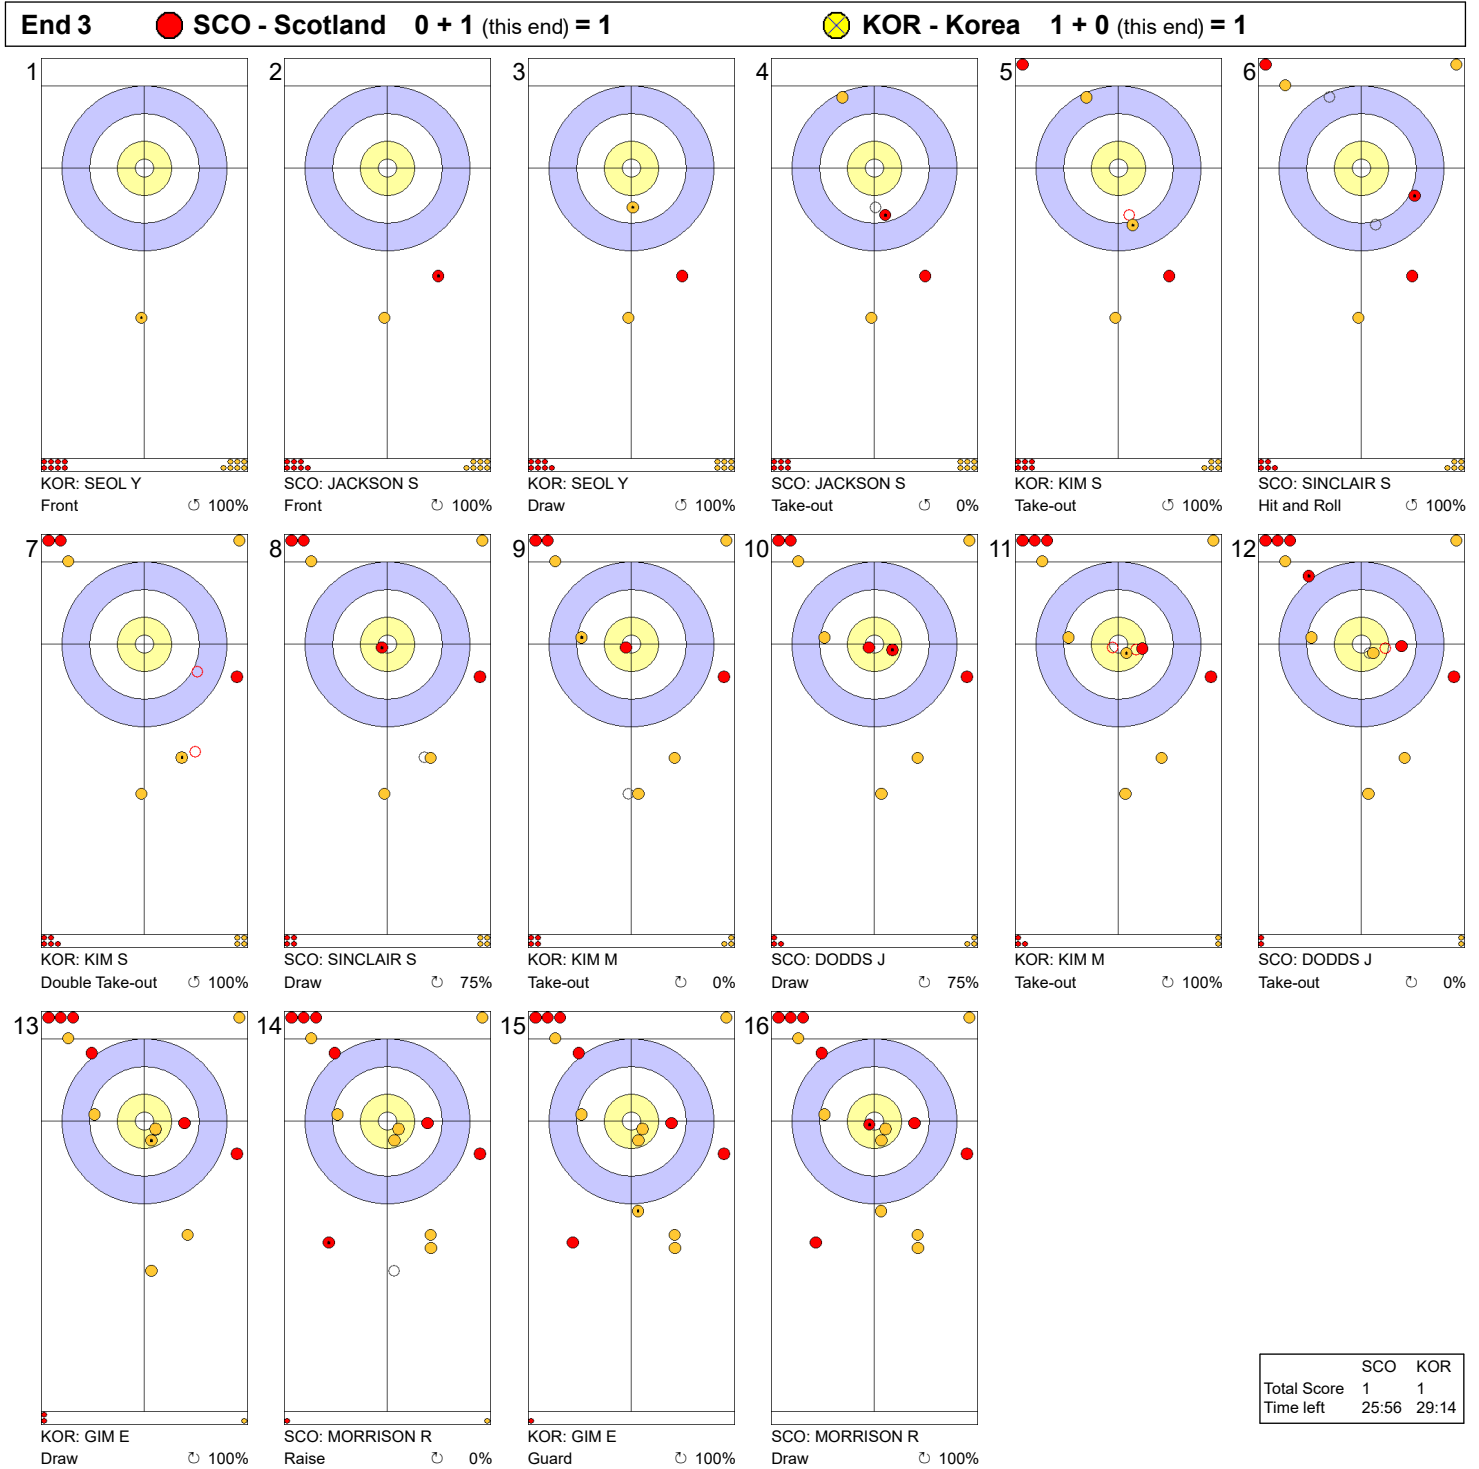 End 3 SCO - Scotland 0 + 1 (this end) = 1 KOR - Korea 1 + 0 (this end) = 1
1 2 3 4 5 6
KOR: SEOL Y SCO: JACKSON S KOR: SEOL Y SCO: JACKSON S KOR: KIM S SCO: SINCLAIR S
Front 100% Front 100% Draw 100% Take-out 0% Take-out 100% Hit and Roll 100%
7 8 9 10 11 12
KOR: KIM S SCO: SINCLAIR S KOR: KIM M SCO: DODDS J KOR: KIM M SCO: DODDS J
Double Take-out 100% Draw 75% Take-out 0% Draw 75% Take-out 100% Take-out 0%
13 14 15 16
SCO KOR
Total Score 1 1
Time left 25:56 29:14
KOR: GIM E SCO: MORRISON R KOR: GIM E SCO: MORRISON R
Draw 100% Raise 0% Guard 100% Draw 100%